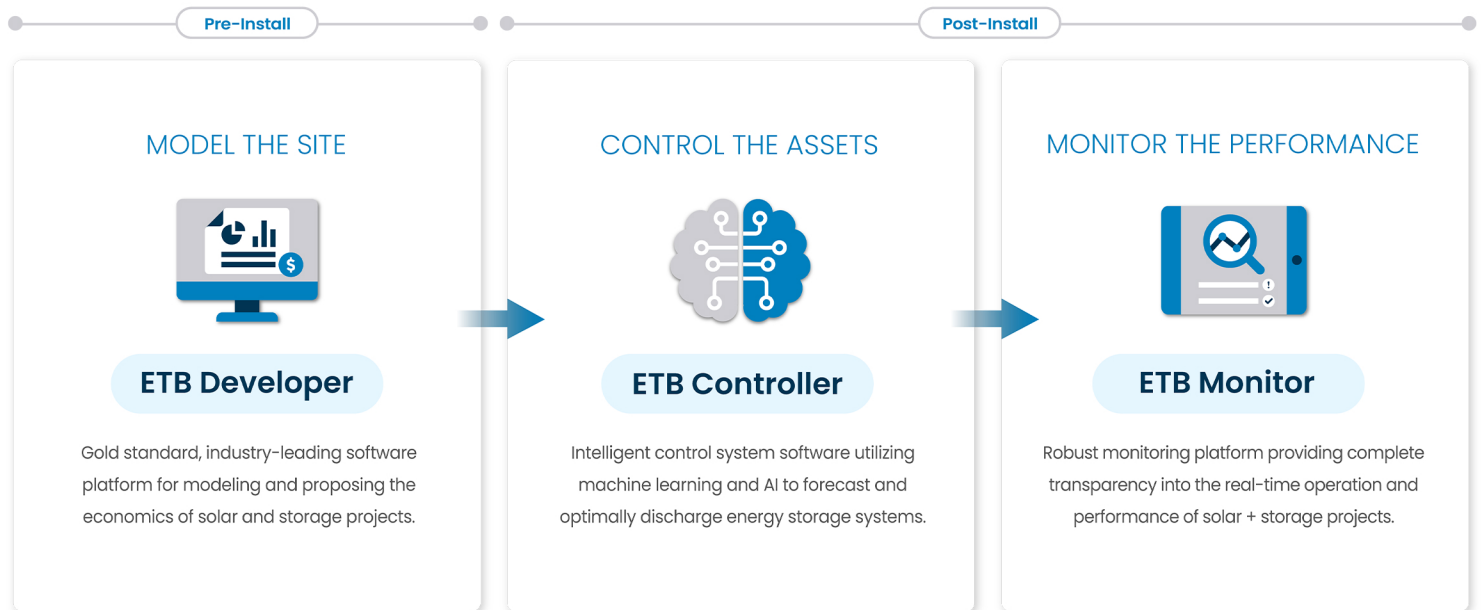 Pre-Install
Post-Install
MODEL THE SITE
$
ETB Developer
Gold standard, industry-leading software
platform for modeling and proposing the
economics of solar and storage projects.
CONTROL THE ASSETS
ETB Controller
Intelligent control system software utilizing
machine learning and AI to forecast and
optimally discharge energy storage systems.
MONITOR THE PERFORMANCE
!
ETB Monitor
Robust monitoring platform providing complete
transparency into the real-time operation and
performance of solar + storage projects.